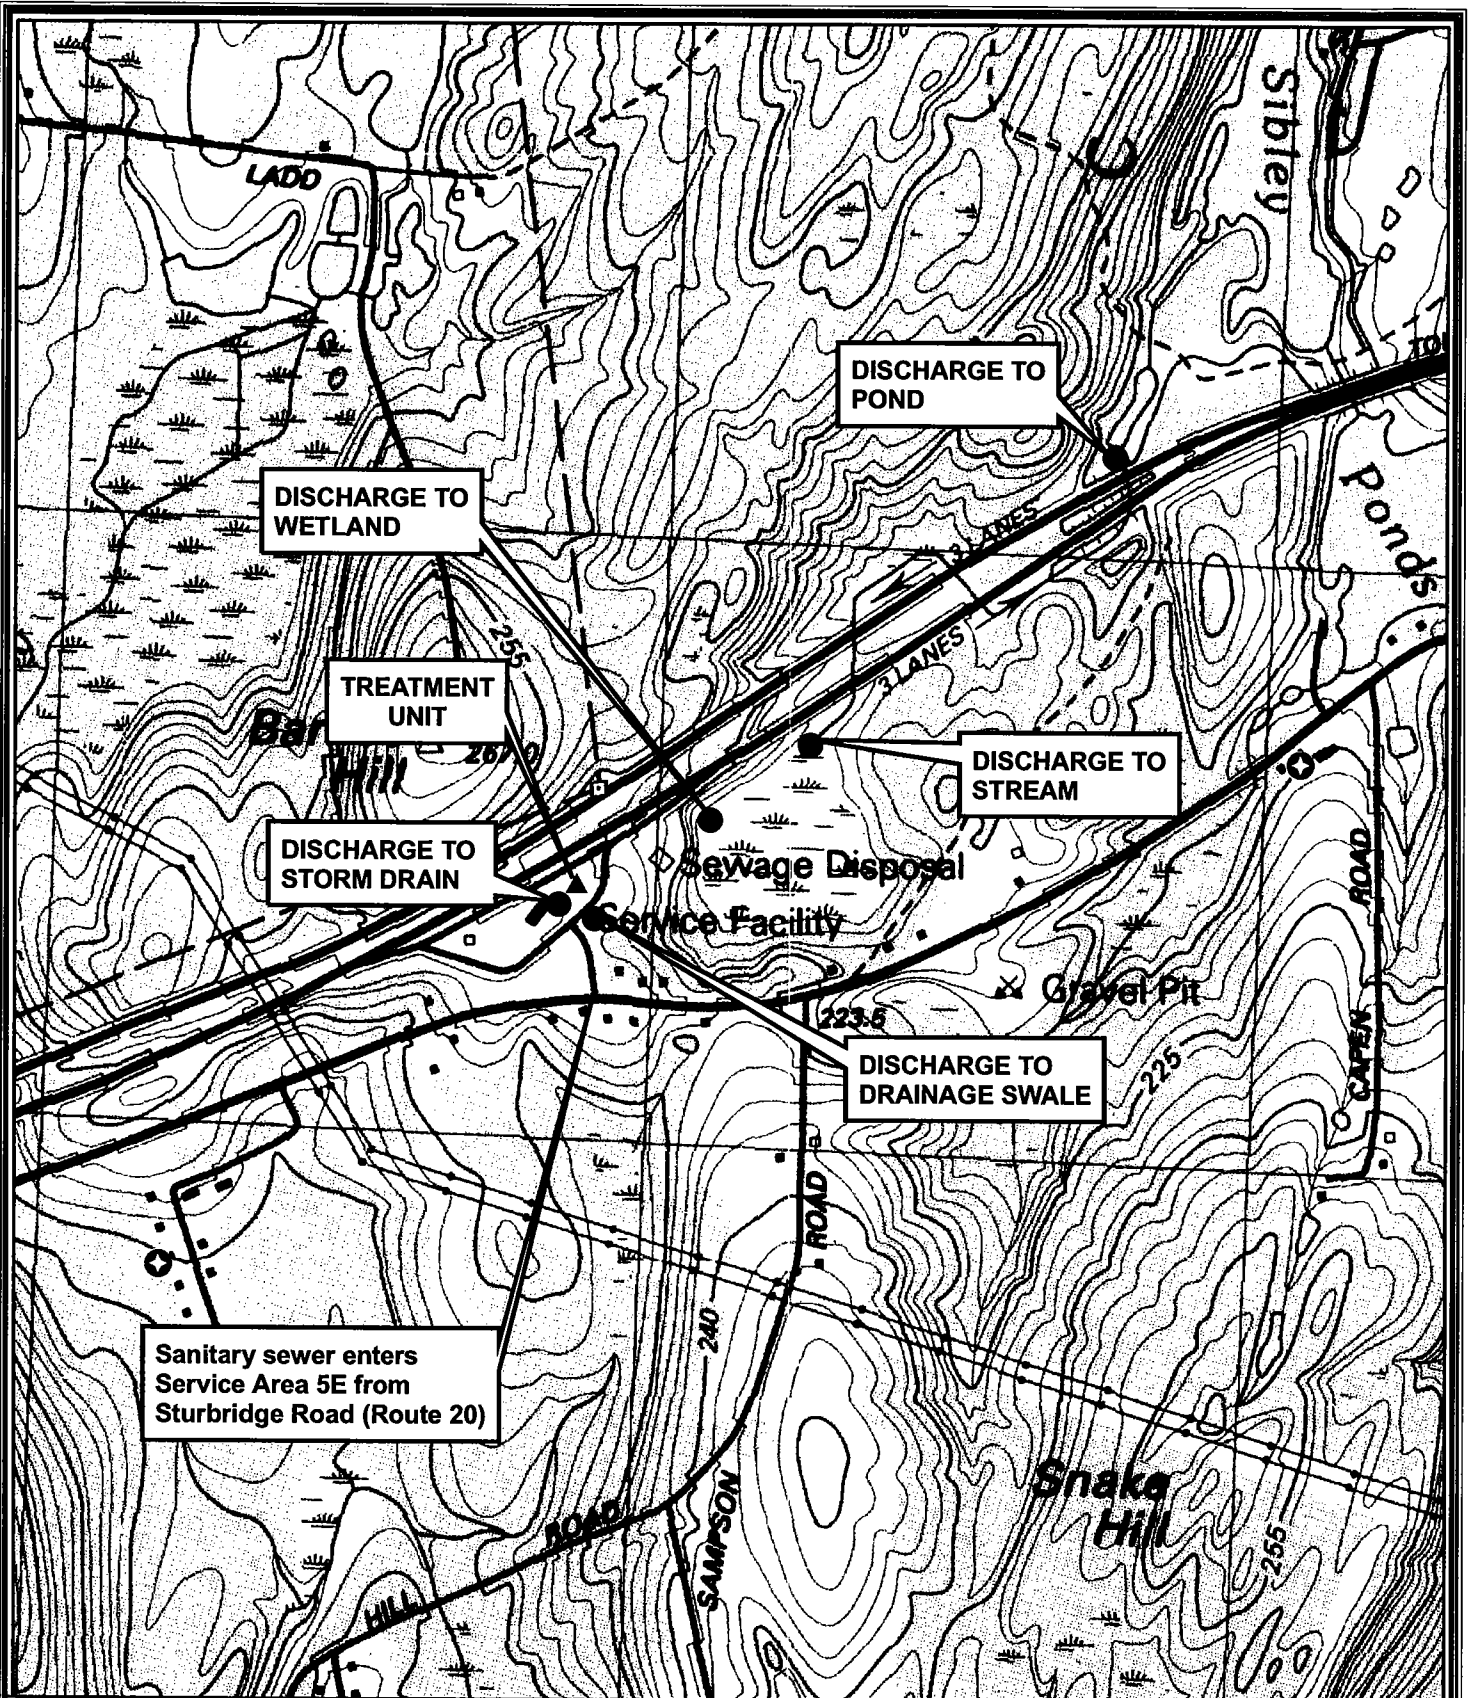 LADD
Sibley
DISCHARGE TO
POND
DISCHARGE TO
WETLAND
3 LANES
Ponds
3 LANES
255
TREATMENT
UNIT
Hill
DISCHARGE TO
STREAM
DISCHARGE TO
STORM DRAIN
Sewage Disposal
ROAD
Service Facility
Gravel Pit
223.5
CAPEN
DISCHARGE TO
DRAINAGE SWALE
225
ROAD
240
Sanitary sewer enters
Service Area 5E from
Sturbridge Road (Route 20)
Snake
Hill
SAMPSON
ROAD
HILL
255